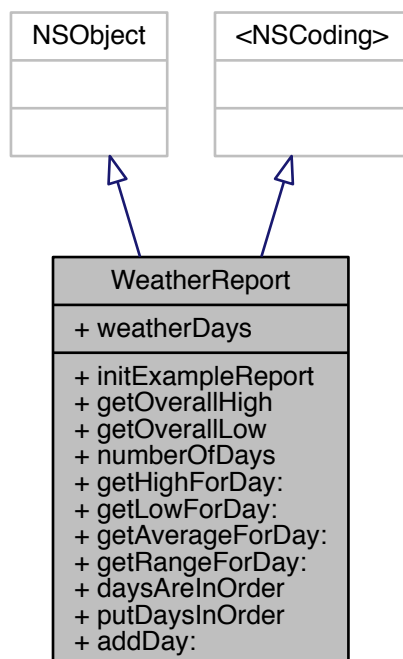 NSObject
<NSCoding>
WeatherReport
+ weatherDays
+ initExampleReport
+ getOverallHigh
+ getOverallLow
+ numberOfDays
+ getHighForDay:
+ getLowForDay:
+ getAverageForDay:
+ getRangeForDay:
+ daysAreInOrder
+ putDaysInOrder
+ addDay: